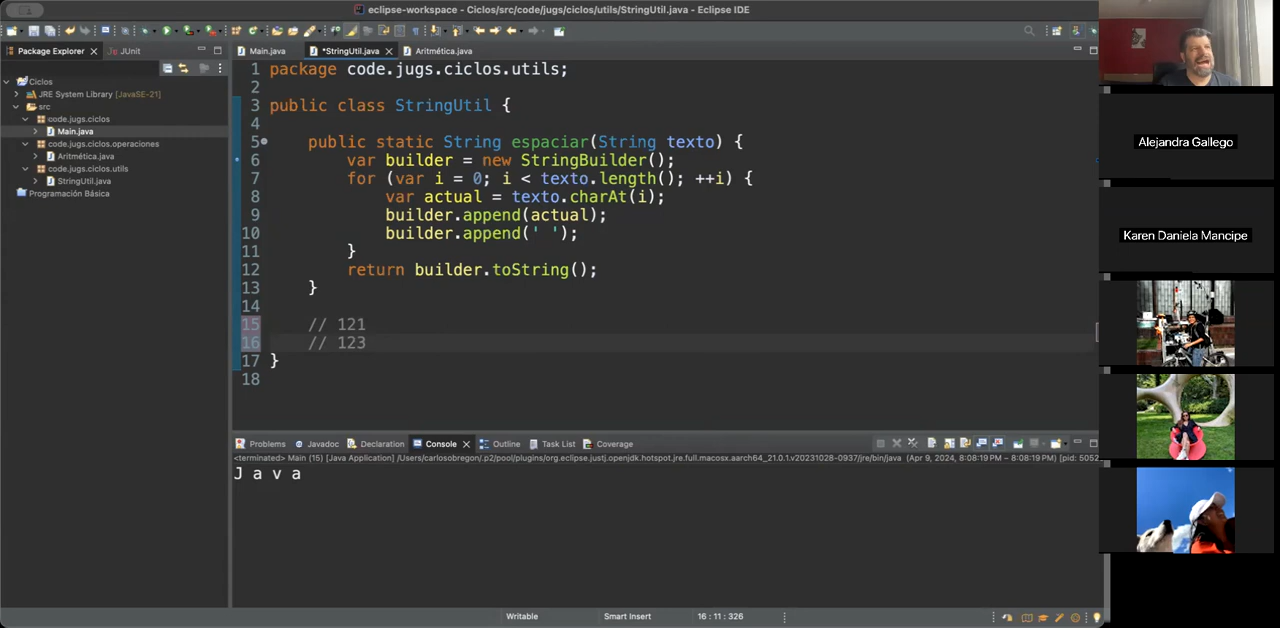 eclipse-workspace - Ciclos/src/code/jugs/ciclos/utils/StringUtil.java - Eclipse IDE
Package Explorer
JUnit
Main.java
*StringUtil.java
Aritmética.java
Ciclos
JRE System Library [JavaSE-21]
src
code.jugs.ciclos
Main.java
code.jugs.ciclos.operaciones
Aritmética.java
code.jugs.ciclos.utils
StringUtil.java
Programación Básica
1 package code.jugs.ciclos.utils;
2
3 public class StringUtil {
4
5 public static String espaciar(String texto) {
6 var builder = new StringBuilder();
7 for (var i = 0; i < texto.length(); ++i) {
8 var actual = texto.charAt(i);
9 builder.append(actual);
10 builder.append(' ');
11 }
12 return builder.toString();
13 }
14
15 // 121
16 // 123
17 }
18
Problems
Javadoc
Declaration
Console
Outline
Task List
Coverage
<terminated> Main (15) [Java Application] /Users/carlosobregon/.p2/pool/plugins/org.eclipse.justj.openjdk.hotspot.jre.full.macosx.aarch64_21.0.1.v20231028-0937/jre/bin/java (Apr 9, 2024, 8:08:19 PM – 8:08:19 PM) [pid: 5052
J a v a
Writable
Smart Insert
16 : 11 : 326
Alejandra Gallego
Karen Daniela Mancipe